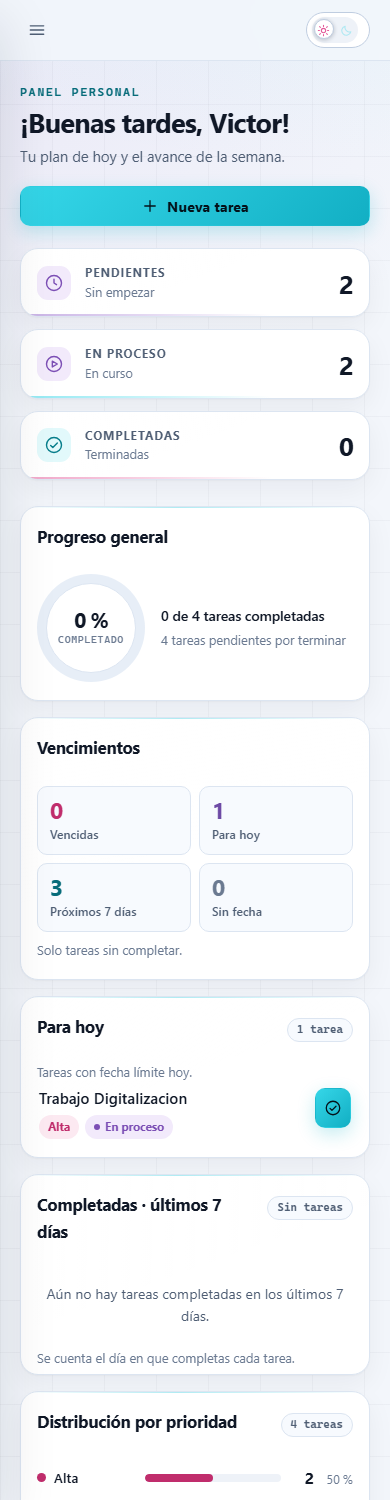 PANEL PERSONAL
¡Buenas tardes, Victor!
Tu plan de hoy y el avance de la semana.
Nueva tarea
PENDIENTES
Sin empezar
2
EN PROCESO
En curso
2
COMPLETADAS
Terminadas
0
Progreso general
0 %
COMPLETADO
0 de 4 tareas completadas
4 tareas pendientes por terminar
Vencimientos
0
Vencidas
1
Para hoy
3
Próximos 7 días
0
Sin fecha
Solo tareas sin completar.
Para hoy
1 tarea
Tareas con fecha límite hoy.
Trabajo Digitalizacion
Alta
En proceso
Completadas · últimos 7
días
Sin tareas
Aún no hay tareas completadas en los últimos 7
días.
Se cuenta el día en que completas cada tarea.
Distribución por prioridad
4 tareas
Alta
2
50 %